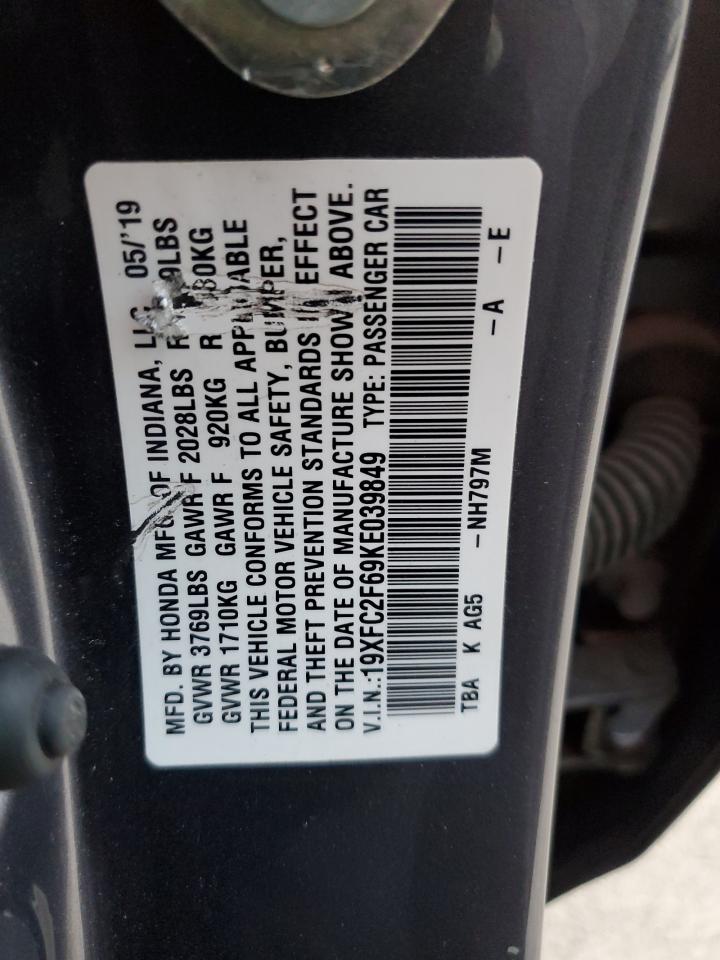 MFD. BY HONDA MFG. OF INDIANA, LLC 05/'19
GVWR 3769LBS GAWR F 2028LBS R 9LBS
GVWR 1710KG GAWR F 920KG R 0KG
THIS VEHICLE CONFORMS TO ALL APPLICABLE
FEDERAL MOTOR VEHICLE SAFETY, BUMPER,
AND THEFT PREVENTION STANDARDS EFFECT
ON THE DATE OF MANUFACTURE SHOWN ABOVE.
V.I.N.:19XFC2F69KE039849 TYPE: PASSENGER CAR
TBA K AG5 -NH797M -A -E